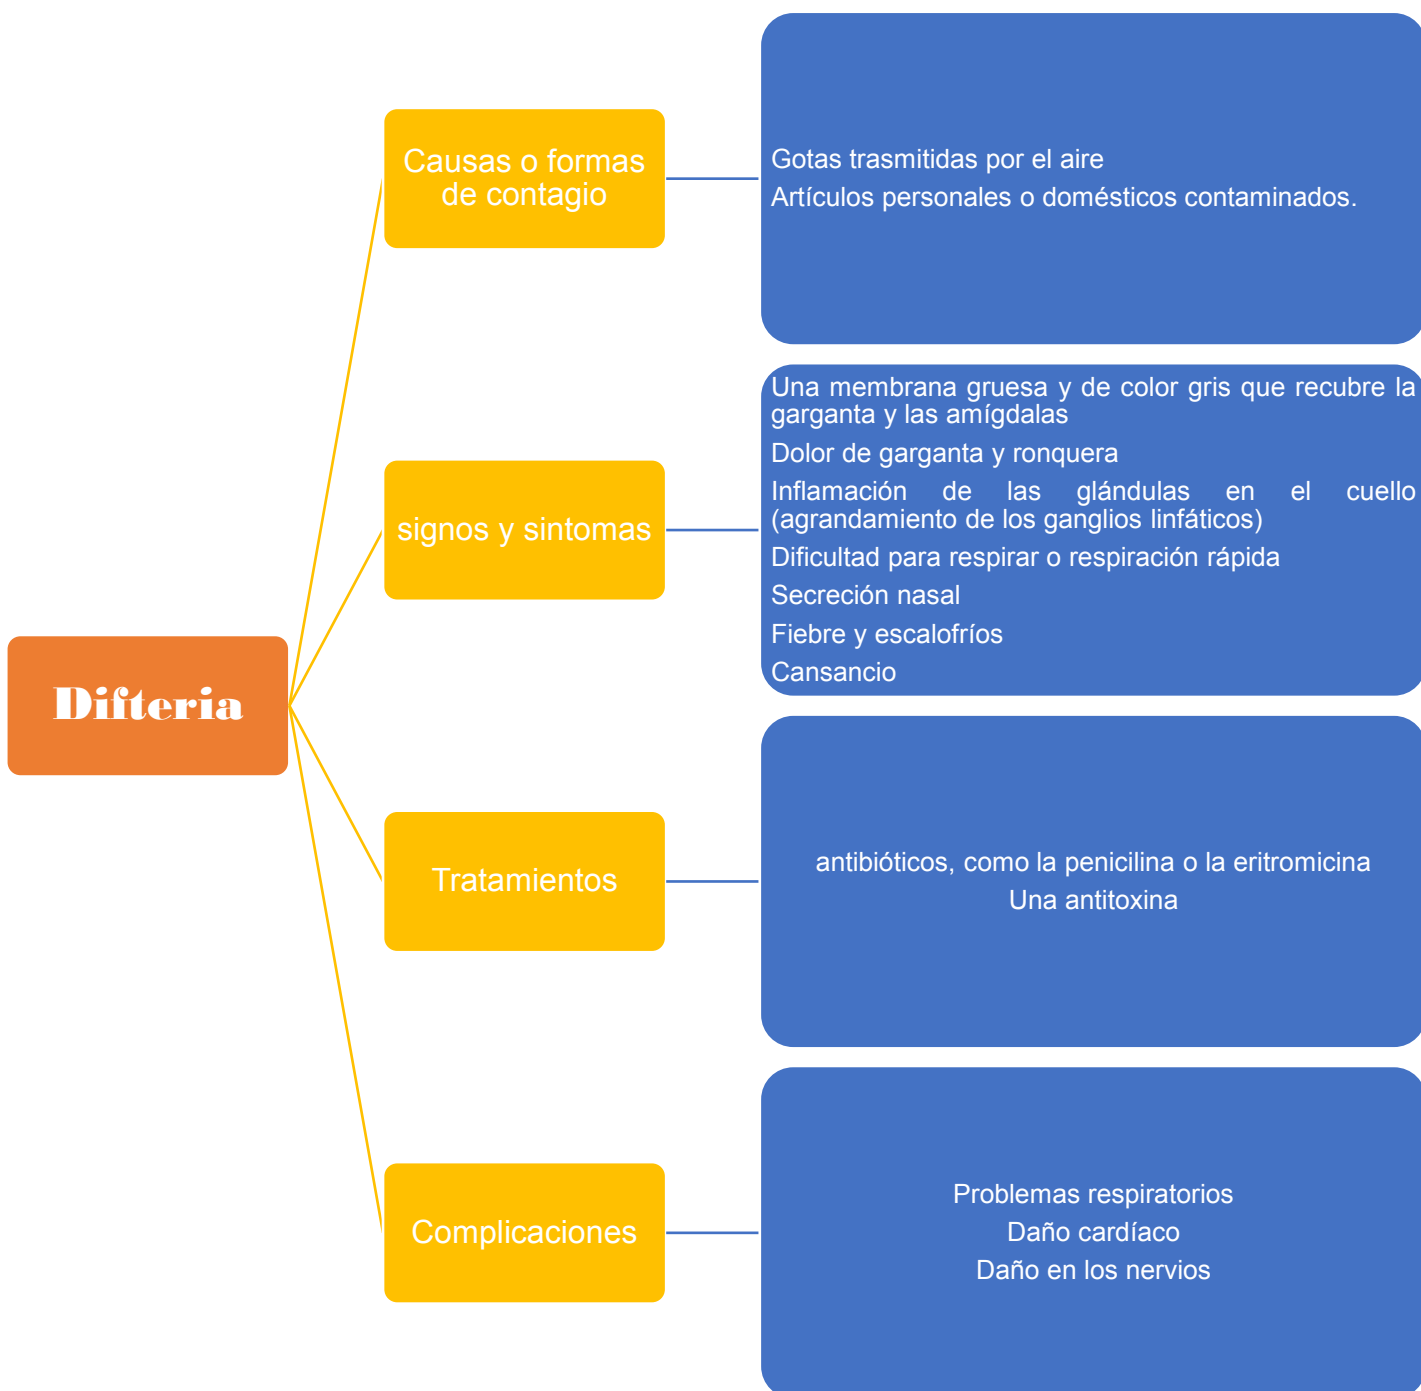 Difteria
Causas o formas
de contagio
Gotas trasmitidas por el aire
Artículos personales o domésticos contaminados.
signos y sintomas
Una membrana gruesa y de color gris que recubre la
garganta y las amígdalas
Dolor de garganta y ronquera
Inflamación de las glándulas en el cuello
(agrandamiento de los ganglios linfáticos)
Dificultad para respirar o respiración rápida
Secreción nasal
Fiebre y escalofríos
Cansancio
Tratamientos
antibióticos, como la penicilina o la eritromicina
Una antitoxina
Complicaciones
Problemas respiratorios
Daño cardíaco
Daño en los nervios